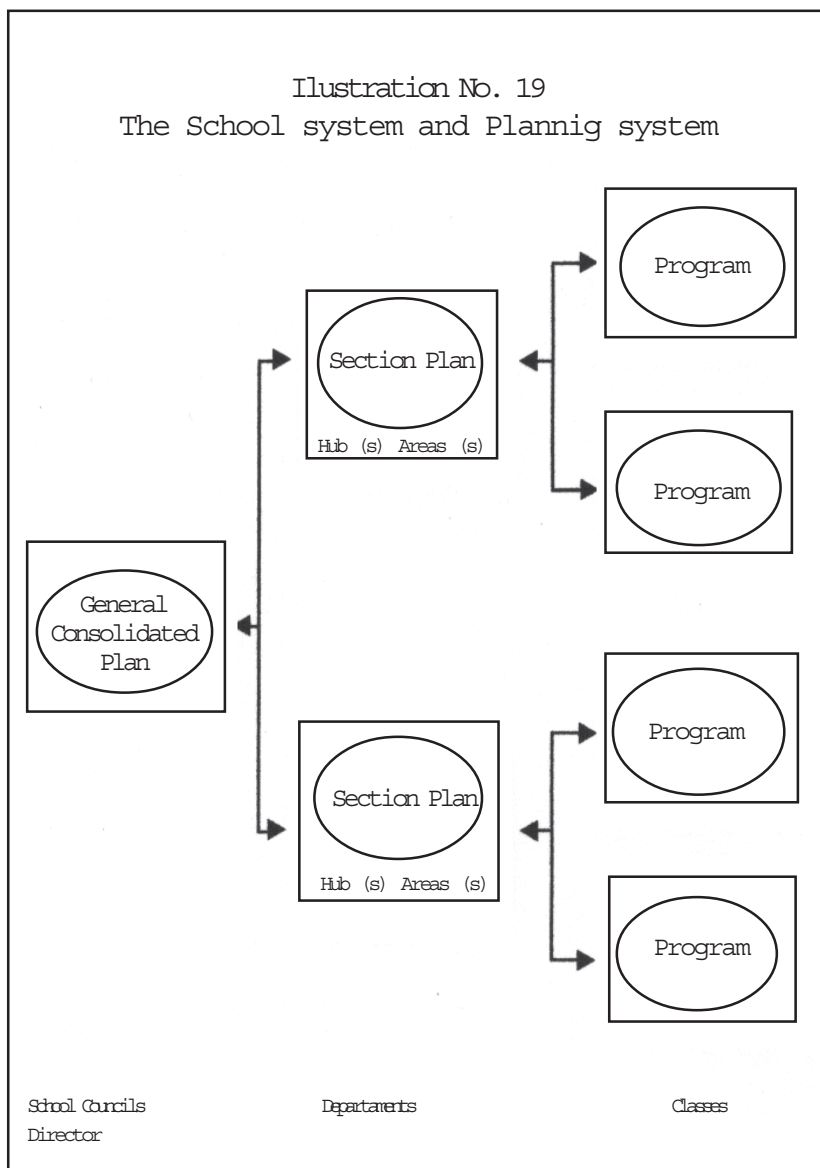 Ilustration No. 19
The School system and Plannig system
Program
Section Plan
Hub (s) Areas (s)
Program
General
Consolidated
Plan
Program
Section Plan
Hub (s) Areas (s)
Program
School Councils
Director
Departaments
Classes